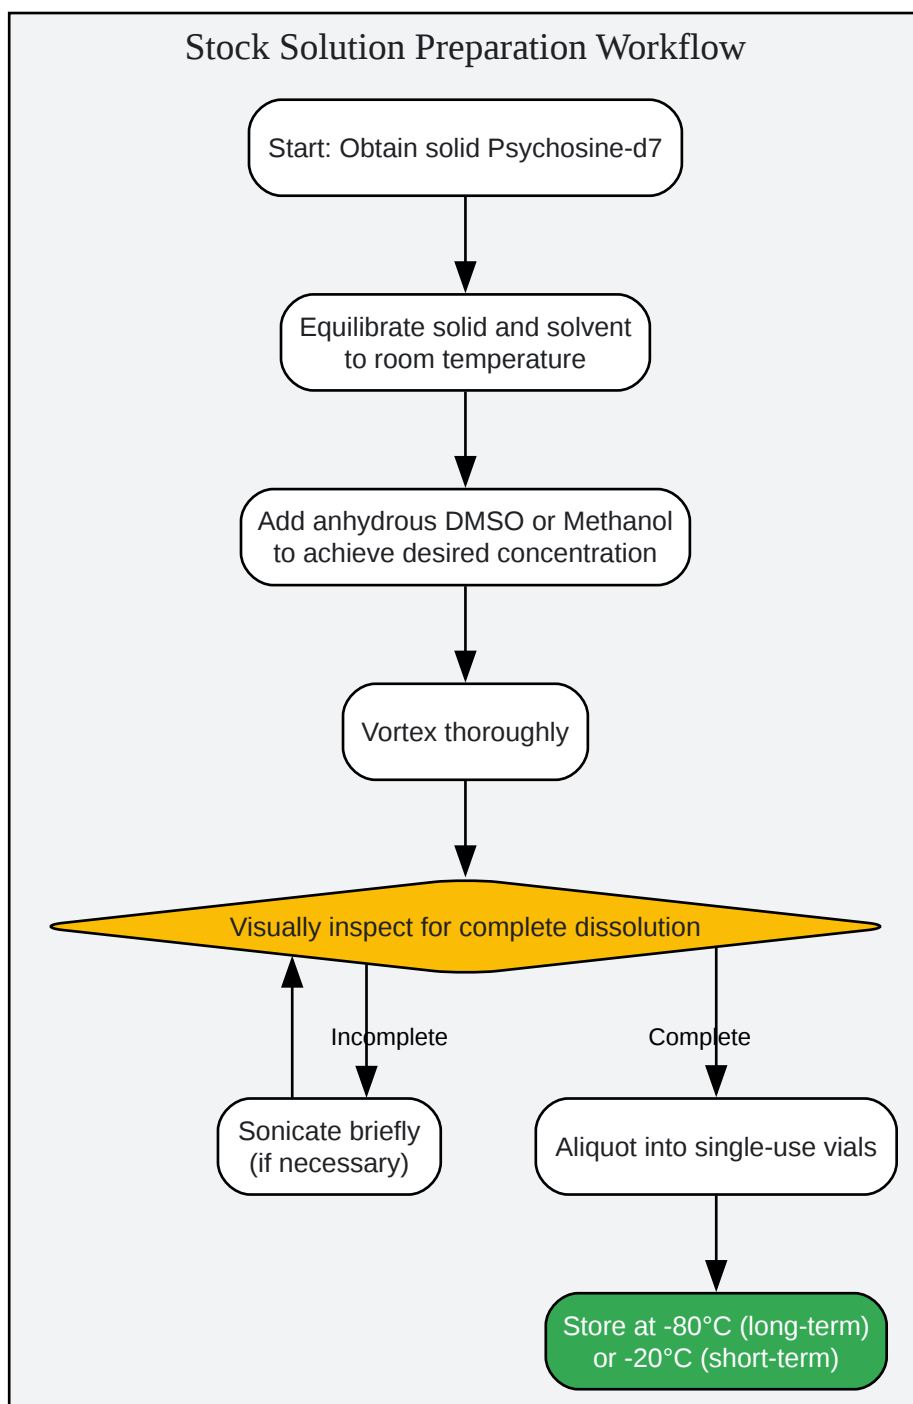 Stock Solution Preparation Workflow
Start: Obtain solid Psychosine-d7
Equilibrate solid and solvent
to room temperature
Add anhydrous DMSO or Methanol
to achieve desired concentration
Vortex thoroughly
Visually inspect for complete dissolution
Incomplete
Complete
Sonicate briefly
(if necessary)
Aliquot into single-use vials
Store at -80°C (long-term)
or -20°C (short-term)